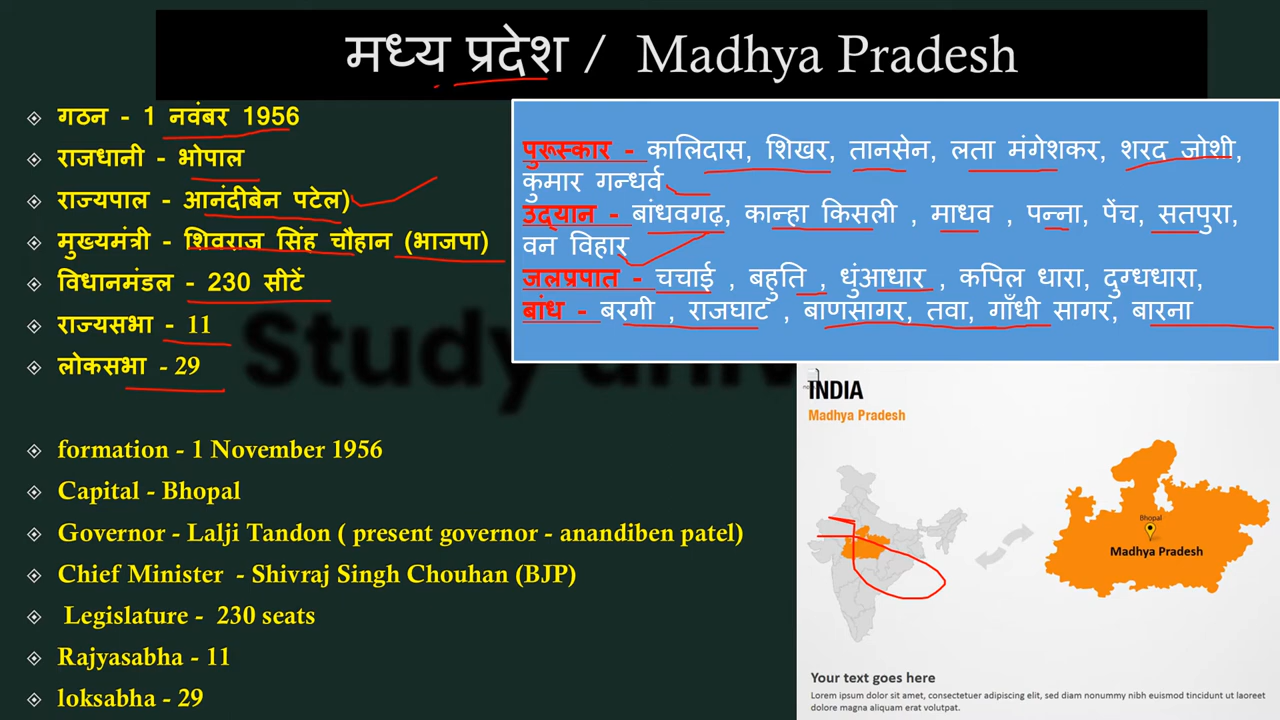 मध्य प्रदेश / Madhya Pradesh
गठन - 1 नवंबर 1956
राजधानी - भोपाल
राज्यपाल - आनंदीबेन पटेल)
मुख्यमंत्री - शिवराज सिंह चौहान (भाजपा)
विधानमंडल - 230 सीटें
राज्यसभा - 11
लोकसभा - 29
formation - 1 November 1956
Capital - Bhopal
Governor - Lalji Tandon ( present governor - anandiben patel)
Chief Minister - Shivraj Singh Chouhan (BJP)
Legislature - 230 seats
Rajyasabha - 11
loksabha - 29
पुरूस्कार - कालिदास, शिखर, तानसेन, लता मंगेशकर, शरद जोशी,
कुमार गन्धर्व
उद्यान - बांधवगढ़, कान्हा किसली , माधव , पन्ना, पेंच, सतपुरा,
वन विहार
जलप्रपात - चचाई , बहुति , धुंआधार , कपिल धारा, दुग्धधारा,
बांध - बरगी , राजघाट , बाणसागर, तवा, गाँधी सागर, बारना
Study
INDIA
Madhya Pradesh
Bhopal
Madhya Pradesh
Your text goes here
Lorem ipsum dolor sit amet, consectetuer adipiscing elit, sed diam nonummy nibh euismod tincidunt ut laoreet
dolore magna aliquam erat volutpat.